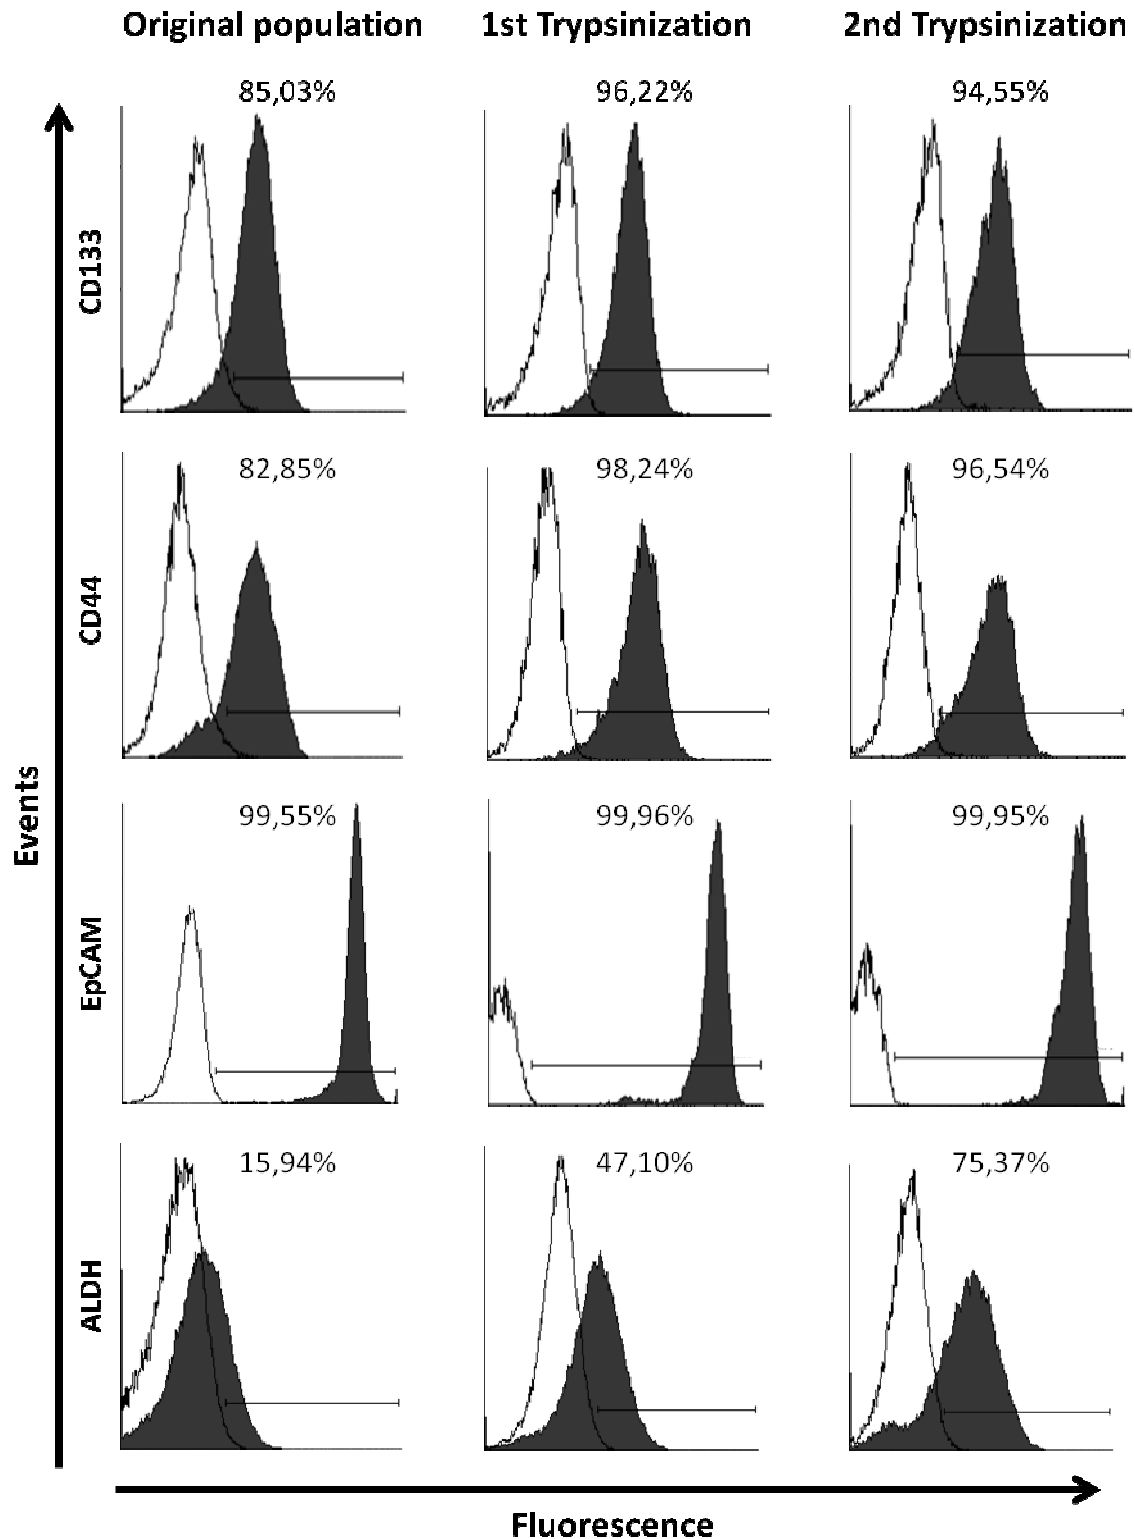 Original population 1st Trypsinization 2nd Trypsinization
85,03% 96,22% 94,55%
CD133
82,85% 98,24% 96,54%
CD44
99,55% 99,96% 99,95%
EpCAM
15,94% 47,10% 75,37%
ALDH
Events
Fluorescence